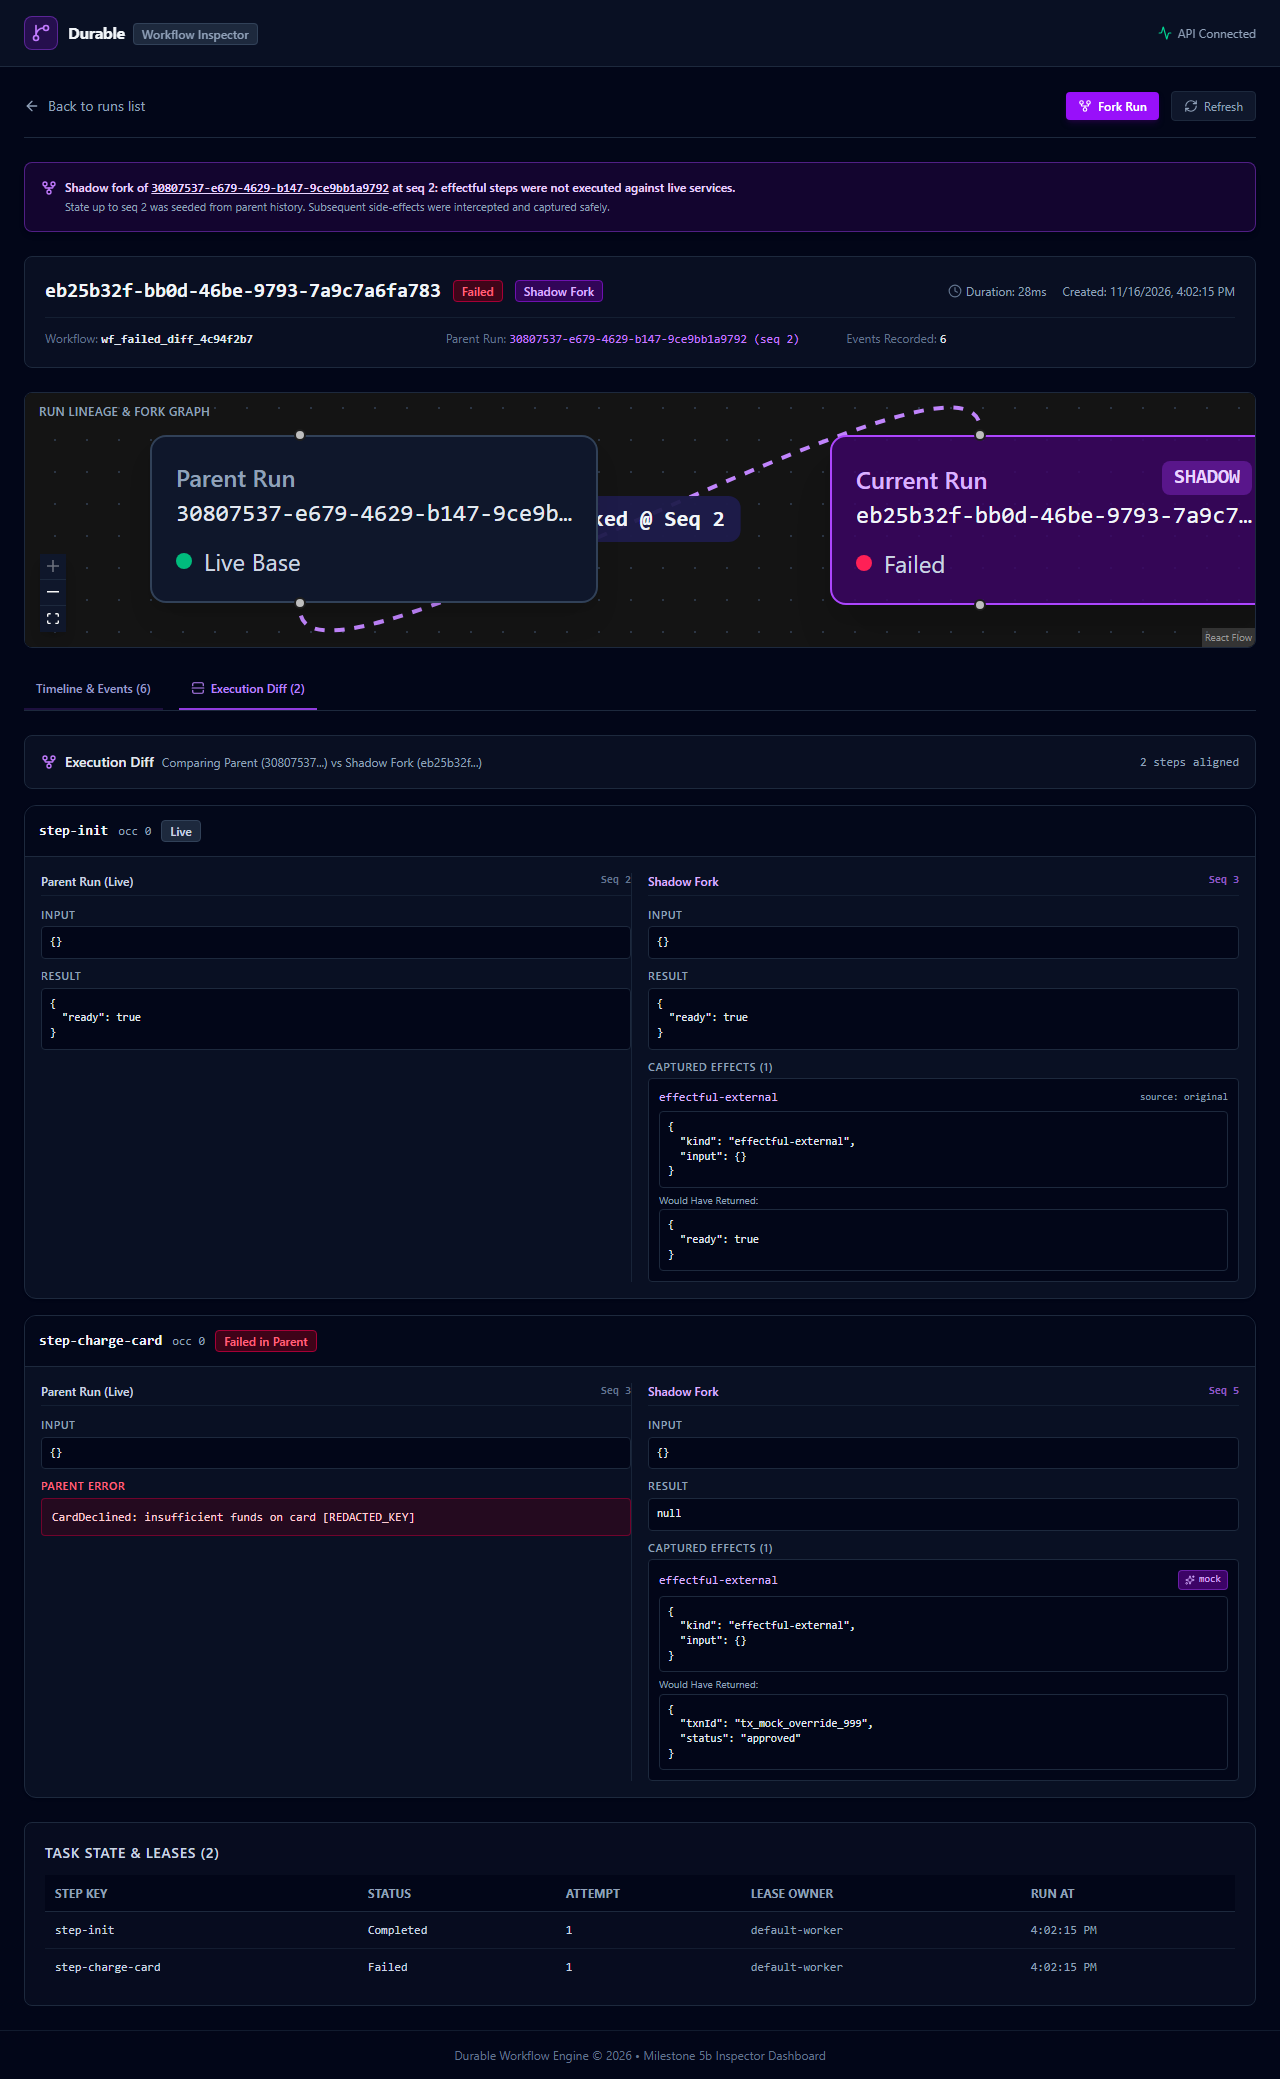 Durable Workflow Inspector
API Connected
Back to runs list
Fork Run
Refresh
Shadow fork of 30807537-e679-4629-b147-9ce9bb1a9792 at seq 2: effectful steps were not executed against live services.
State up to seq 2 was seeded from parent history. Subsequent side-effects were intercepted and captured safely.
eb25b32f-bb0d-46be-9793-7a9c7a6fa783 Failed Shadow Fork
Duration: 28ms Created: 11/16/2026, 4:02:15 PM
Workflow: wf_failed_diff_4c94f2b7
Parent Run: 30807537-e679-4629-b147-9ce9bb1a9792 (seq 2)
Events Recorded: 6
RUN LINEAGE & FORK GRAPH
Parent Run
30807537-e679-4629-b147-9ce9b...
Live Base
ked @ Seq 2
Current Run
SHADOW
eb25b32f-bb0d-46be-9793-7a9c7...
Failed
React Flow
Timeline & Events (6)
Execution Diff (2)
Execution Diff Comparing Parent (30807537...) vs Shadow Fork (eb25b32f...)
2 steps aligned
step-init occ 0 Live
Parent Run (Live)
Seq 2
INPUT
{}
RESULT
{
"ready": true
}
Shadow Fork
Seq 3
INPUT
{}
RESULT
{
"ready": true
}
CAPTURED EFFECTS (1)
effectful-external
source: original
{
"kind": "effectful-external",
"input": {}
}
Would Have Returned:
{
"ready": true
}
step-charge-card occ 0 Failed in Parent
Parent Run (Live)
Seq 3
INPUT
{}
PARENT ERROR
CardDeclined: insufficient funds on card [REDACTED_KEY]
Shadow Fork
Seq 5
INPUT
{}
RESULT
null
CAPTURED EFFECTS (1)
effectful-external
mock
{
"kind": "effectful-external",
"input": {}
}
Would Have Returned:
{
"txnId": "tx_mock_override_999",
"status": "approved"
}
TASK STATE & LEASES (2)
STEP KEY STATUS ATTEMPT LEASE OWNER RUN AT
step-init Completed 1 default-worker 4:02:15 PM
step-charge-card Failed 1 default-worker 4:02:15 PM
Durable Workflow Engine © 2026 • Milestone 5b Inspector Dashboard